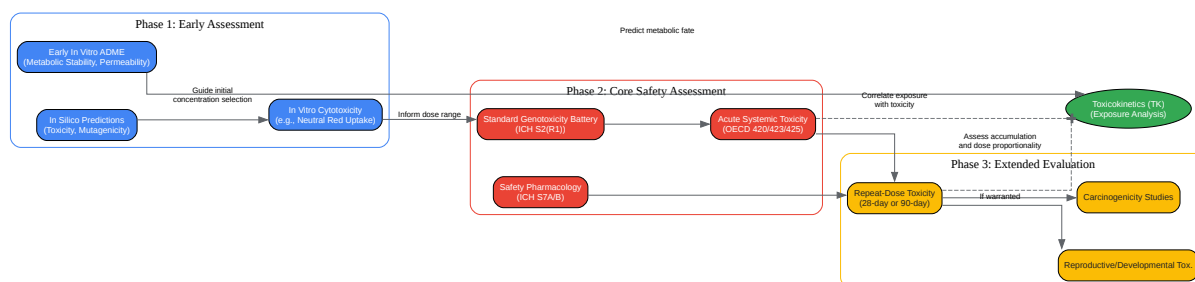 Phase 1: Early Assessment
Early In Vitro ADME
(Metabolic Stability, Permeability)
Guide initial
concentration selection
In Silico Predictions
(Toxicity, Mutagenicity)
In Vitro Cytotoxicity
(e.g., Neutral Red Uptake)
Inform dose range
Predict metabolic fate
Phase 2: Core Safety Assessment
Standard Genotoxicity Battery
(ICH S2(R1))
Acute Systemic Toxicity
(OECD 420/423/425)
Safety Pharmacology
(ICH S7A/B)
Correlate exposure
with toxicity
Toxicokinetics (TK)
(Exposure Analysis)
Assess accumulation
and dose proportionality
Phase 3: Extended Evaluation
Repeat-Dose Toxicity
(28-day or 90-day)
If warranted
Carcinogenicity Studies
Reproductive/Developmental Tox.